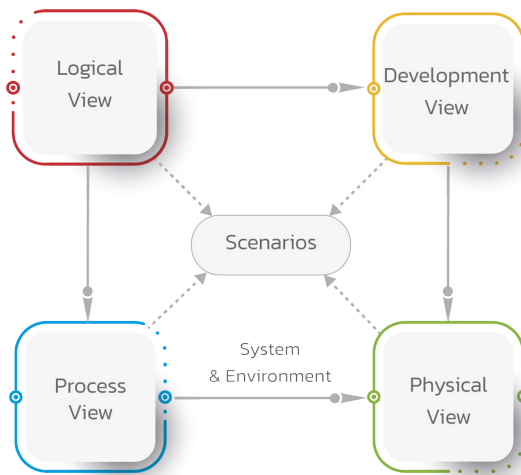 Logical
View
Development
View
Scenarios
System
& Environment
Process
View
Physical
View